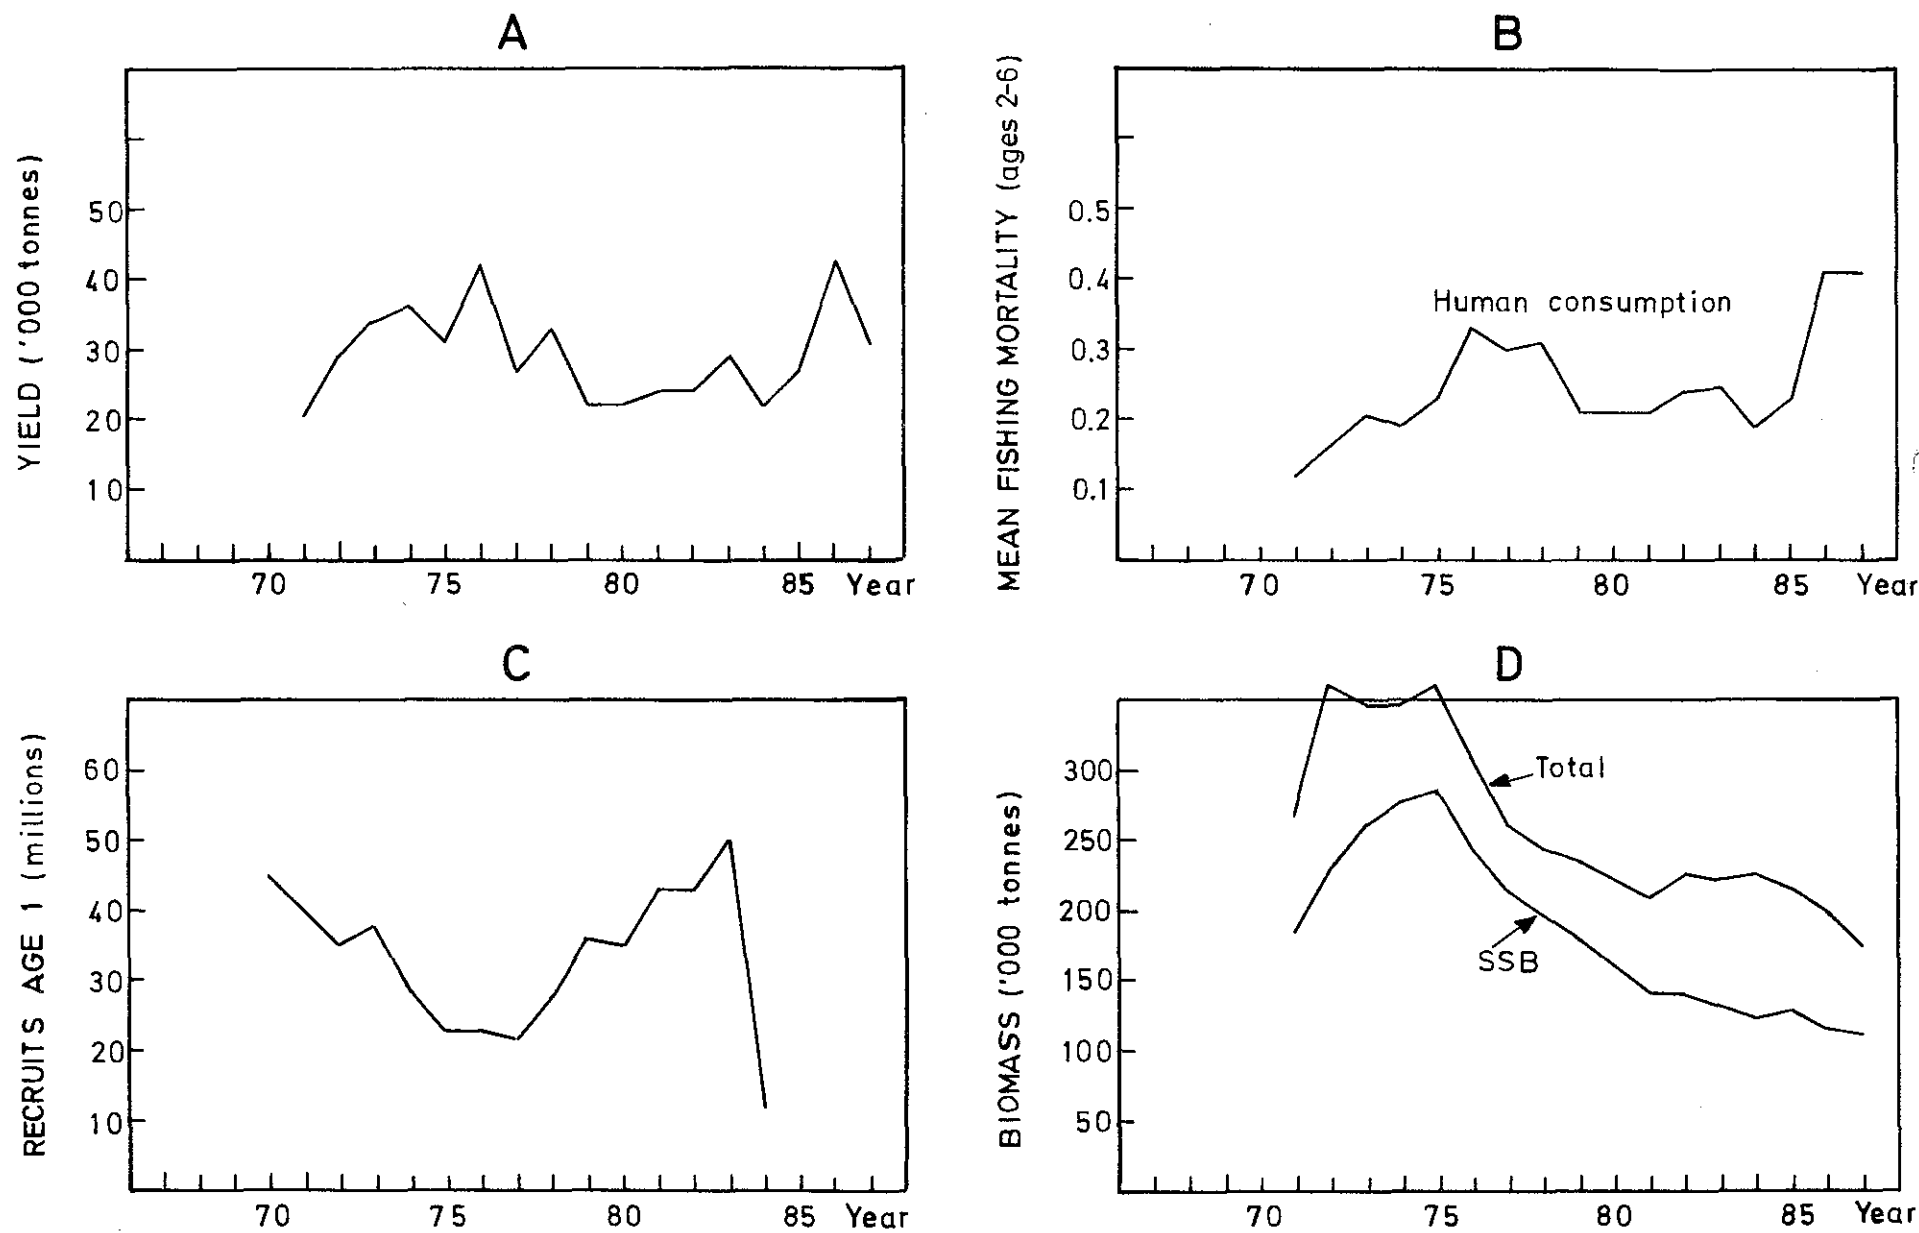 A
YIELD ('000 tonnes)
50
40
30
20
10
70 75 80 85 Year
B
MEAN FISHING MORTALITY (ages 2-6)
0.5
0.4
0.3
0.2
0.1
Human consumption
70 75 80 85 Year
C
RECRUITS AGE 1 (millions)
60
50
40
30
20
10
70 75 80 85 Year
D
BIOMASS ('000 tonnes)
300
250
200
150
100
50
Total
SSB
70 75 80 85 Year